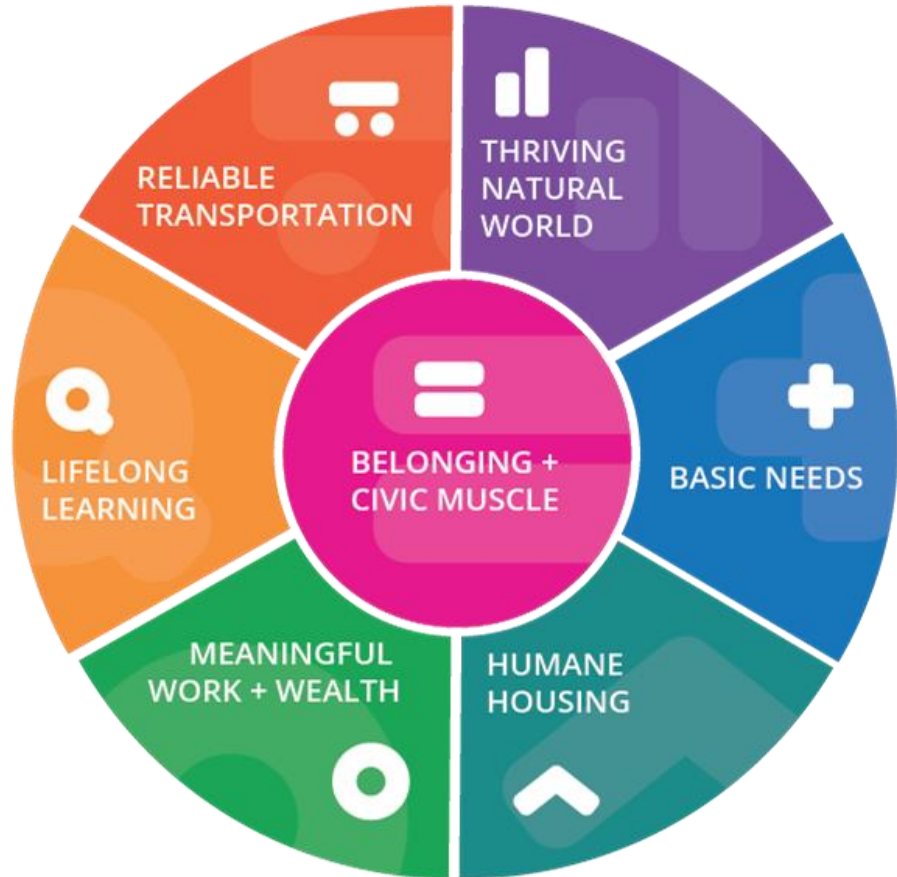 THRIVING
NATURAL
WORLD
BASIC NEEDS
HUMANE
HOUSING
MEANINGFUL
WORK + WEALTH
LIFELONG
LEARNING
RELIABLE
TRANSPORTATION
BELONGING +
CIVIC MUSCLE